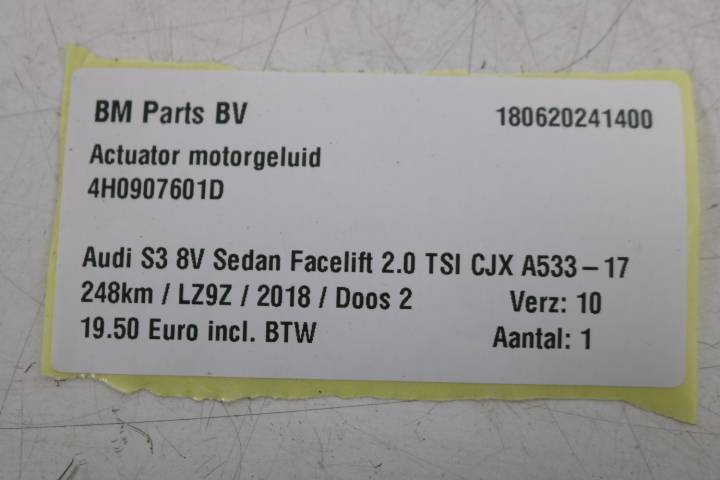 BM Parts BV 180620241400
Actuator motorgeluid
4H0907601D
Audi S3 8V Sedan Facelift 2.0 TSI CJX A533-17
248km / LZ9Z / 2018 / Doos 2 Verz: 10
19.50 Euro incl. BTW Aantal: 1